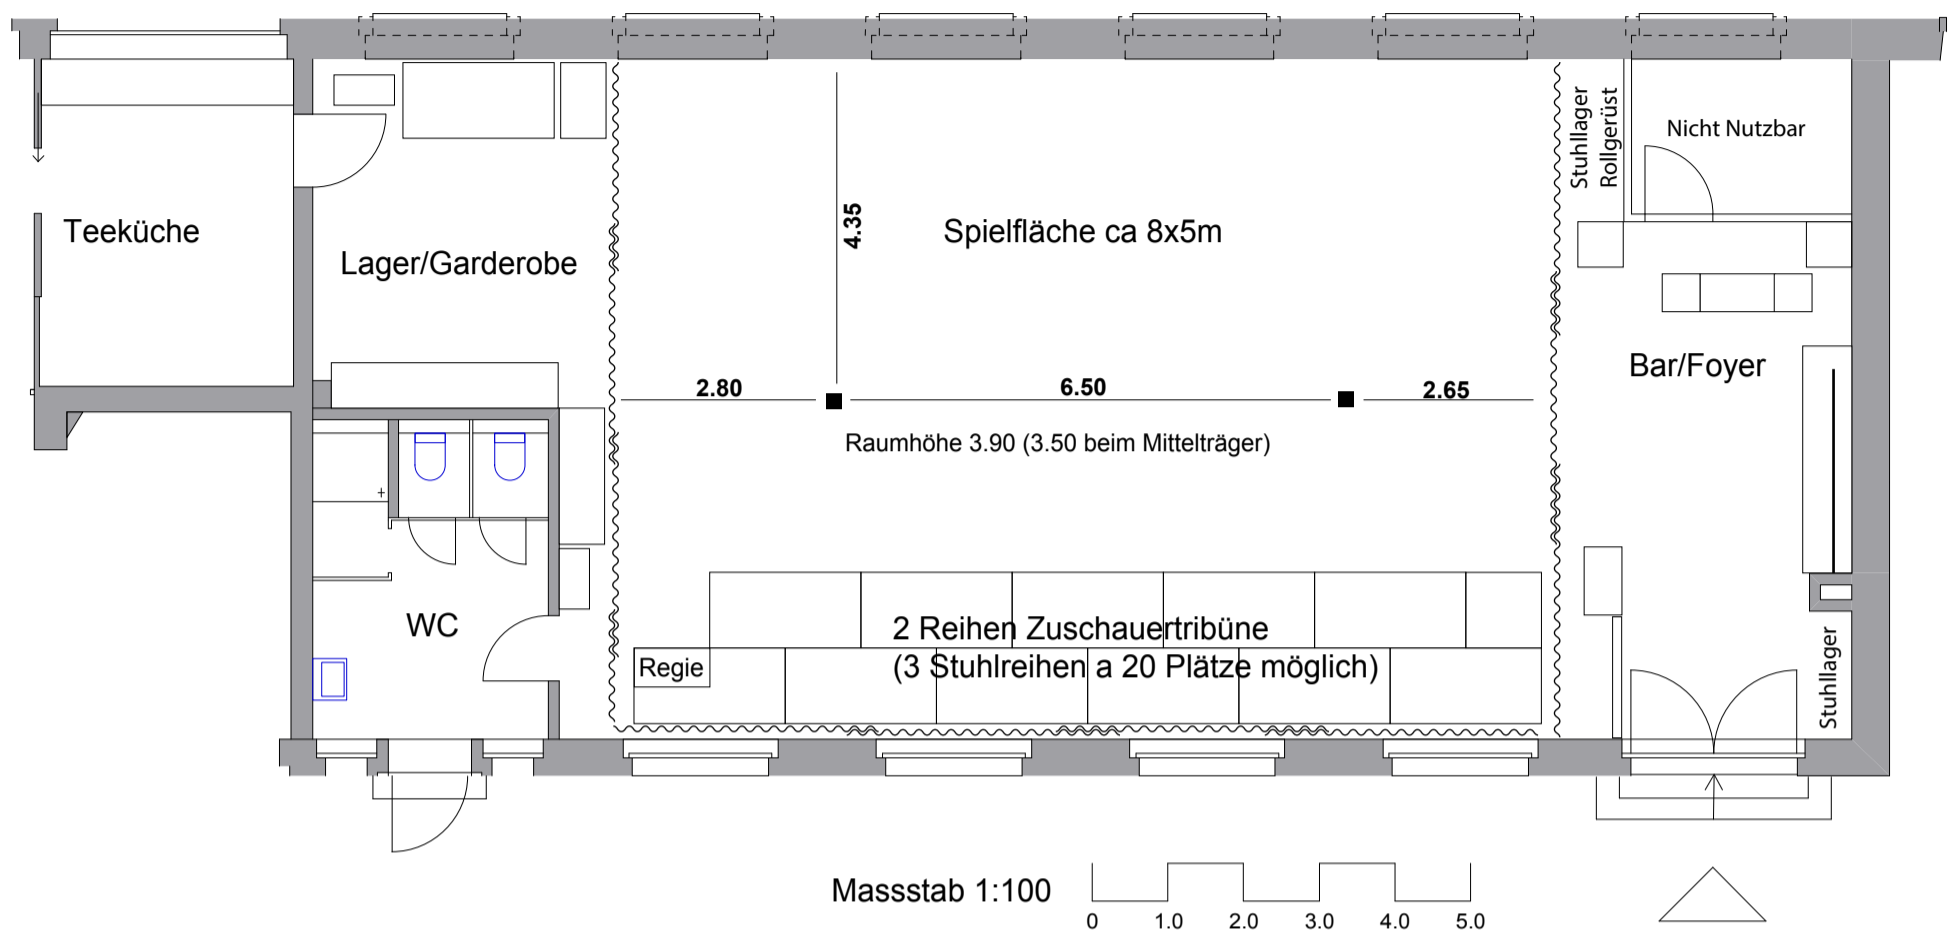 Stuhllager
Rollgerüst
Nicht Nutzbar
Teeküche
Lager/Garderobe
4.35
Spielfläche ca 8x5m
Bar/Foyer
2.80
6.50
2.65
Raumhöhe 3.90 (3.50 beim Mittelträger)
WC
2 Reihen Zuschauertribüne
(3 Stuhlreihen a 20 Plätze möglich)
Regie
Stuhllager
Massstab 1:100
0 1.0 2.0 3.0 4.0 5.0